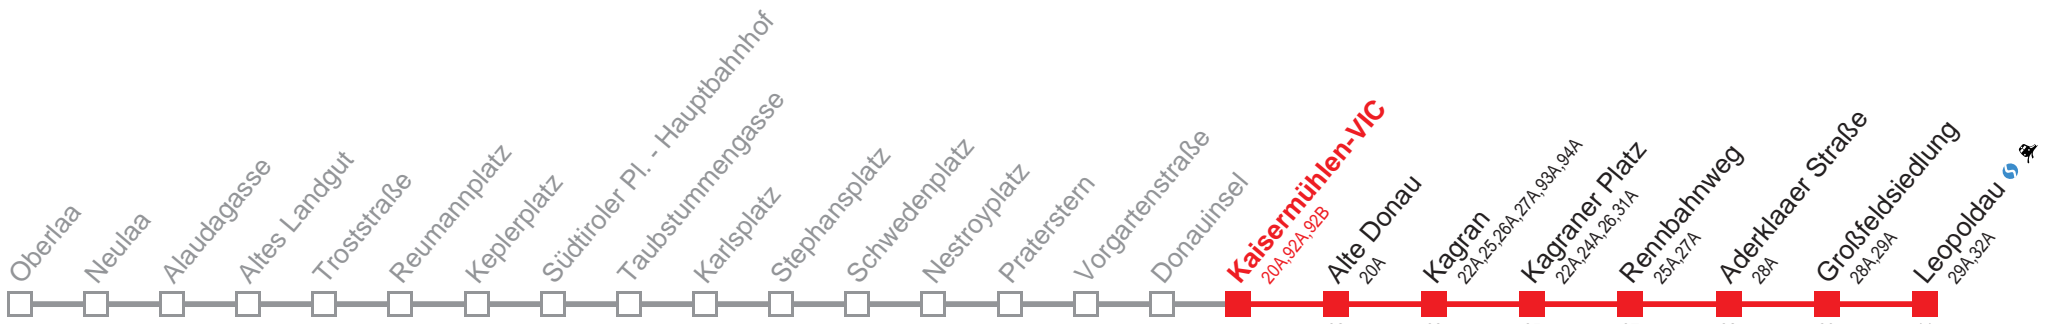 Oberlaa
Neulaa
Alaudagasse
Altes Landgut
Troststraße
Reumannplatz
Keplerplatz
Südtiroler Pl. - Hauptbahnhof
Taubstummengasse
Karlsplatz
Stephansplatz
Schwedenplatz
Nestroyplatz
Praterstern
Vorgartenstraße
Donauinsel
Kaisermühlen-VIC
20A,92A,92B
Alte Donau
20A
Kagran
22A,25,26A,27A,93A,94A
Kagraner Platz
22A,24A,26,31A
Rennbahnweg
25A,27A
Aderklaaer Straße
28A
Großfeldsiedlung
28A,29A
Leopoldau
29A,32A